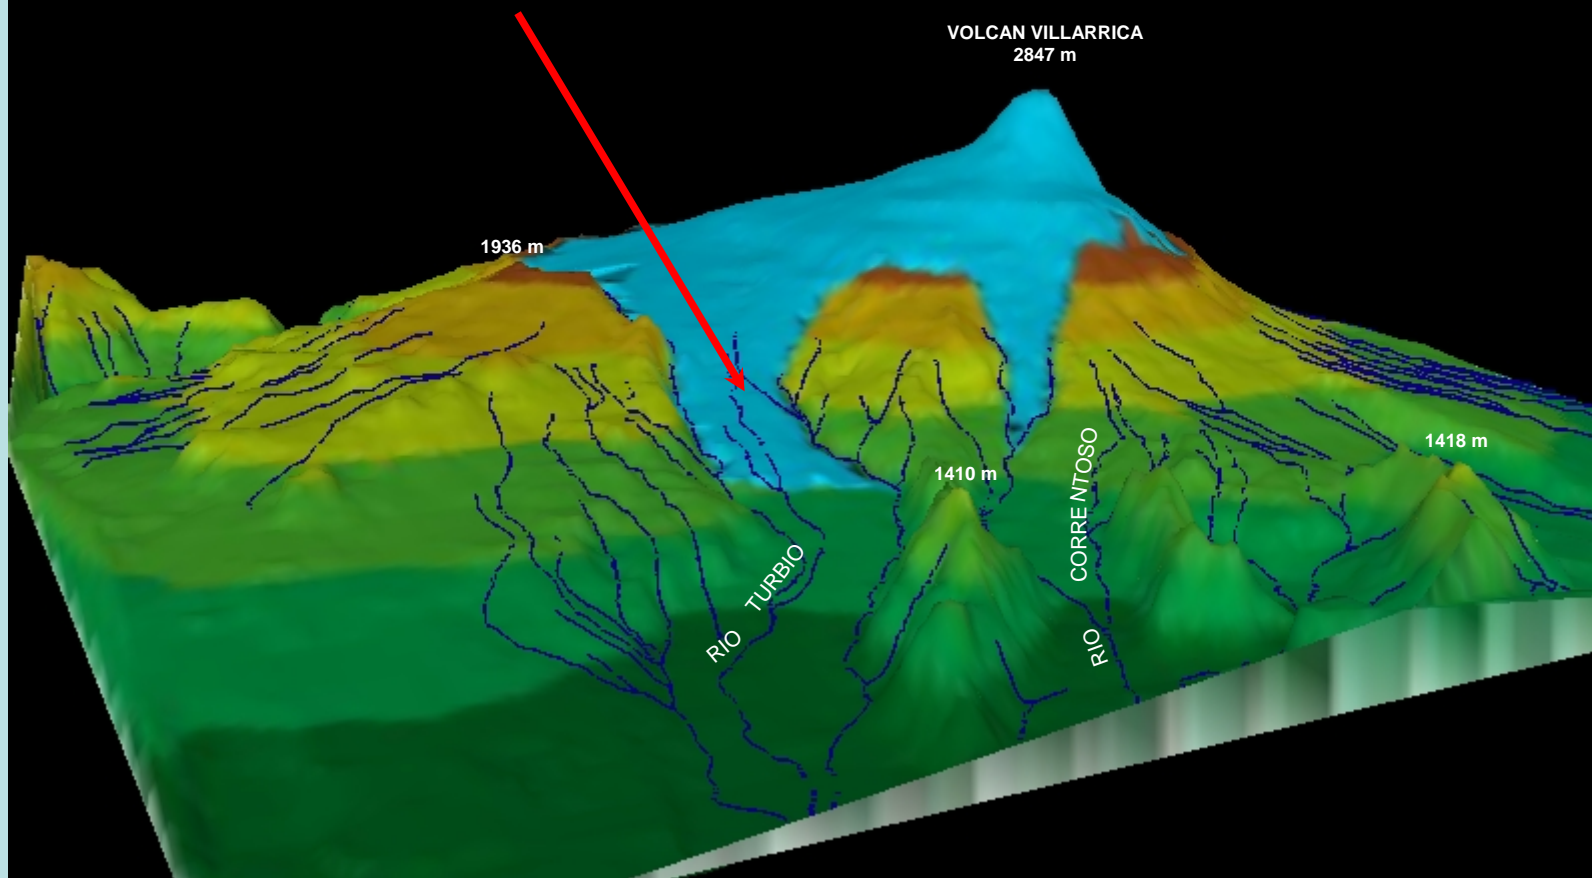 VOLCAN VILLARRICA
2847 m
1936 m
1418 m
1410 m
RIO TURBIO
RIO CORRE NTOSO